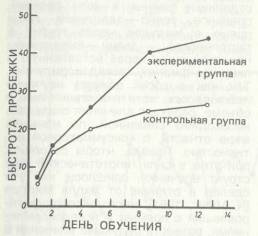 50
40
30
20
10
0
БЫСТРОТА ПРОБЕЖКИ
экспериментальная
группа
контрольная группа
2 4 6 8 10 12 14
ДЕНЬ ОБУЧЕНИЯ